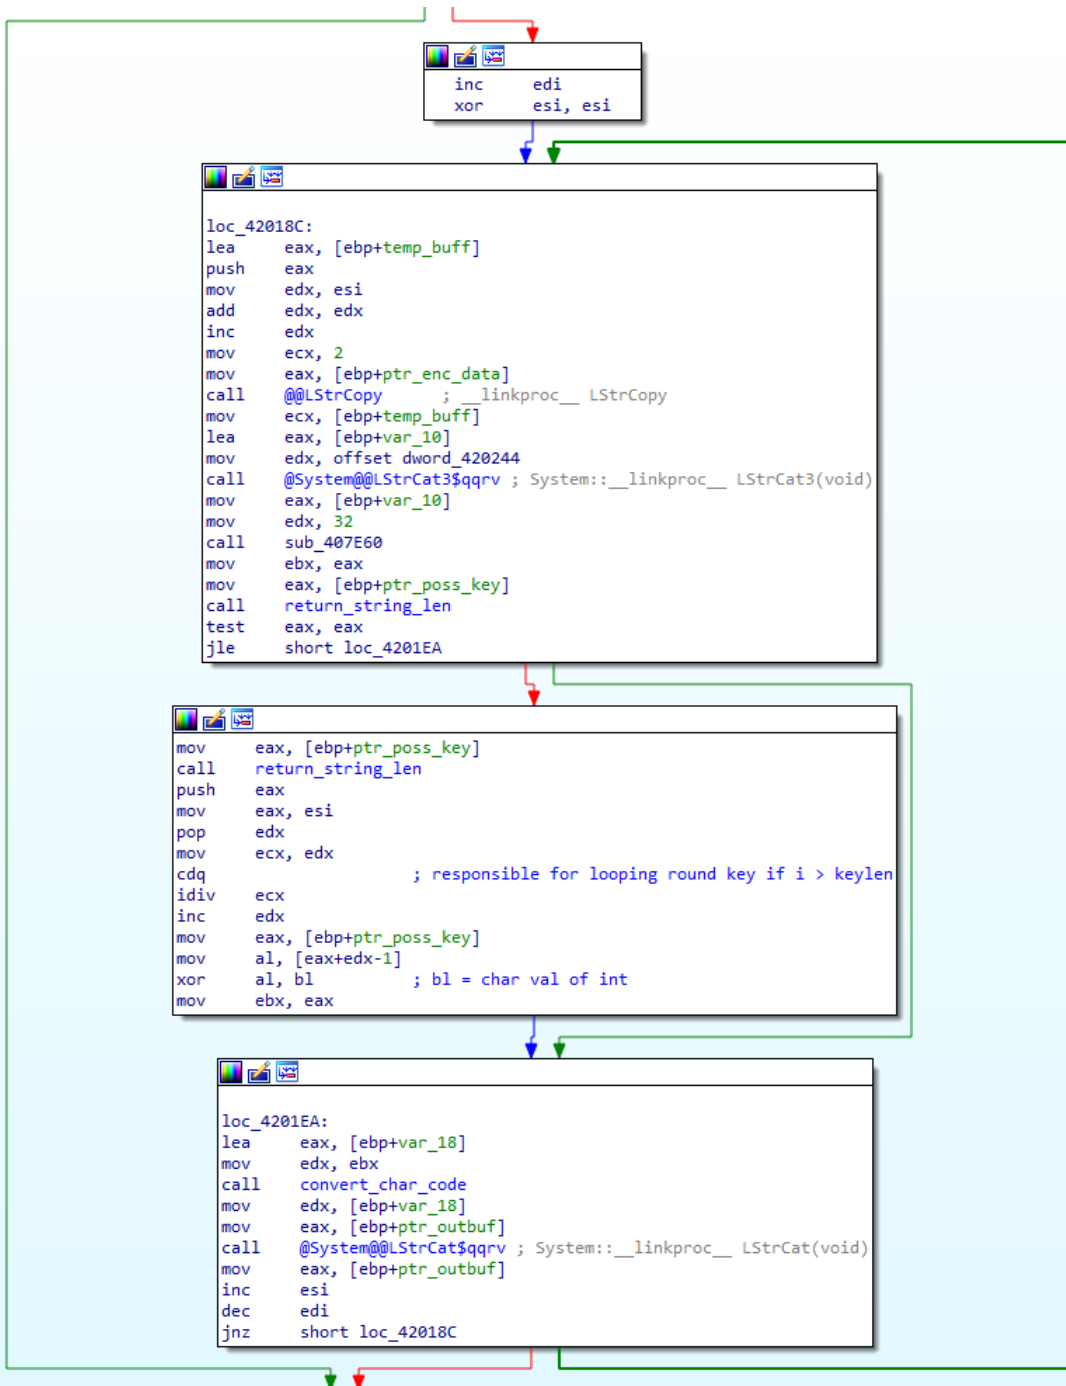 inc edi
xor esi, esi
loc_42018C:
lea eax, [ebp+temp_buff]
push eax
mov edx, esi
add edx, edx
inc edx
mov ecx, 2
mov eax, [ebp+ptr_enc_data]
call @@LStrCopy ; __linkproc__ LStrCopy
mov ecx, [ebp+temp_buff]
lea eax, [ebp+var_10]
mov edx, offset dword_420244
call @System@@LStrCat3$qqrv ; System::__linkproc__ LStrCat3(void)
mov eax, [ebp+var_10]
mov edx, 32
call sub_407E60
mov ebx, eax
mov eax, [ebp+ptr_poss_key]
call return_string_len
test eax, eax
jle short loc_4201EA
mov eax, [ebp+ptr_poss_key]
call return_string_len
push eax
mov eax, esi
pop edx
mov ecx, edx
cdq ; responsible for looping round key if i > keylen
idiv ecx
inc edx
mov eax, [ebp+ptr_poss_key]
mov al, [eax+edx-1]
xor al, bl ; bl = char val of int
mov ebx, eax
loc_4201EA:
lea eax, [ebp+var_18]
mov edx, ebx
call convert_char_code
mov edx, [ebp+var_18]
mov eax, [ebp+ptr_outbuf]
call @System@@LStrCat$qqrv ; System::__linkproc__ LStrCat(void)
mov eax, [ebp+ptr_outbuf]
inc esi
dec edi
jnz short loc_42018C